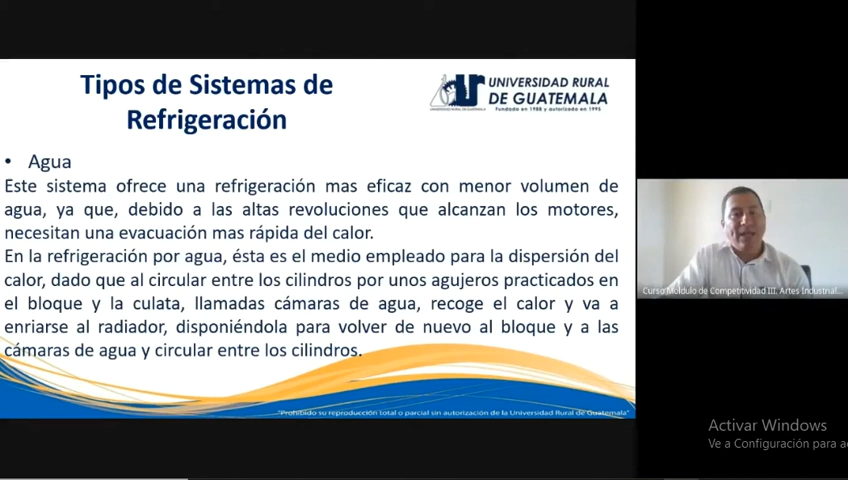 Tipos de Sistemas de
Refrigeración
UNIVERSIDAD RURAL
DE GUATEMALA
Fundado en 1988 y autorizado en 1995
• Agua
Este sistema ofrece una refrigeración mas eficaz con menor volumen de
agua, ya que, debido a las altas revoluciones que alcanzan los motores,
necesitan una evacuación mas rápida del calor.
En la refrigeración por agua, ésta es el medio empleado para la dispersión del
calor, dado que al circular entre los cilindros por unos agujeros practicados en
el bloque y la culata, llamadas cámaras de agua, recoge el calor y va a
enriarse al radiador, disponiéndola para volver de nuevo al bloque y a las
cámaras de agua y circular entre los cilindros.
"Prohibido su reproducción total o parcial sin autorización de la Universidad Rural de Guatemala"
Curso Moldulo de Competitividad III. Artes Industrial...
Activar Windows
Ve a Configuración para a